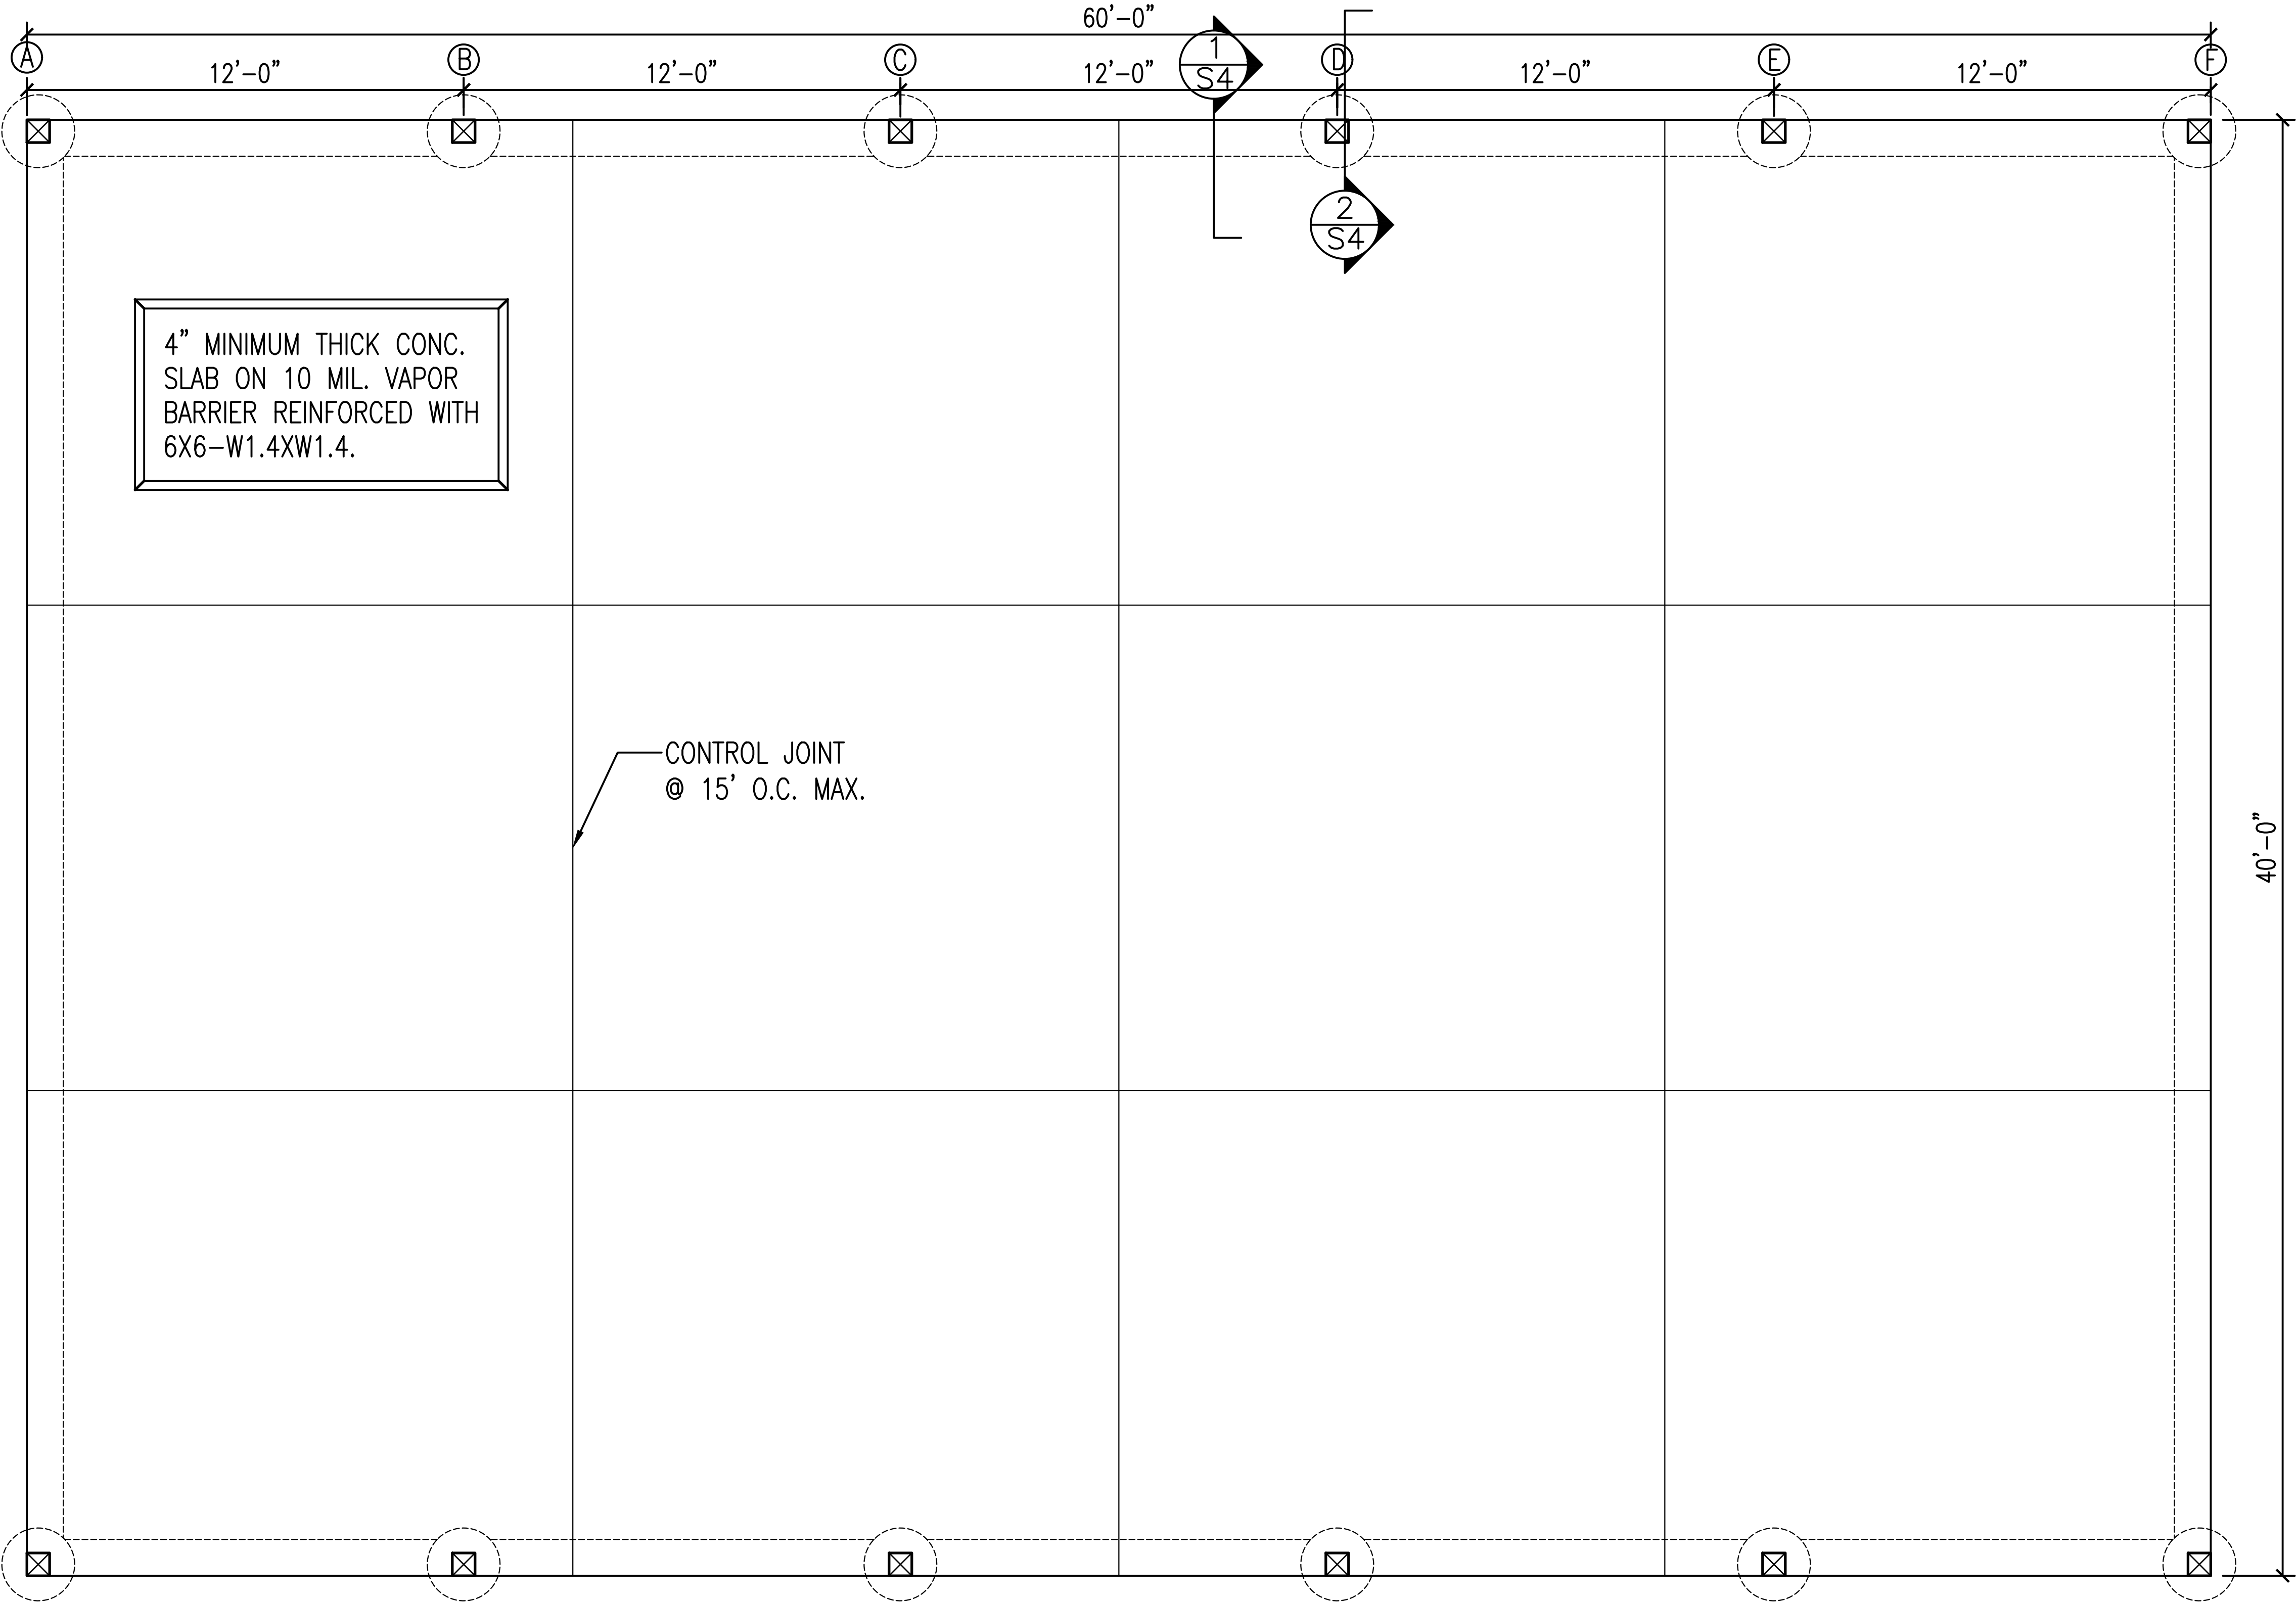 60'-0"
A
B
C
D
E
F
12'-0"
12'-0"
12'-0"
12'-0"
12'-0"
1
S4
2
S4
4" MINIMUM THICK CONC.
SLAB ON 10 MIL. VAPOR
BARRIER REINFORCED WITH
6X6-W1.4XW1.4.
CONTROL JOINT
@ 15' O.C. MAX.
40'-0"